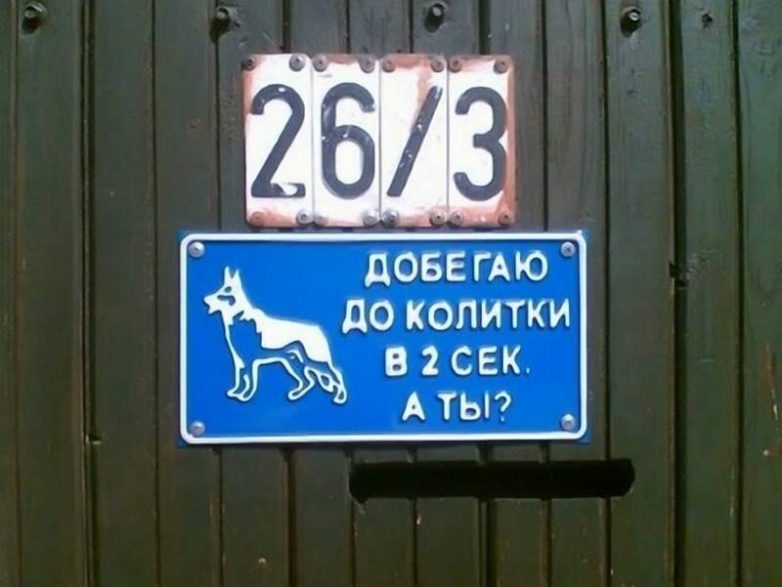 26/3
ДОБЕГАЮ
ДО КОЛИТКИ
В 2 СЕК.
А ТЫ?